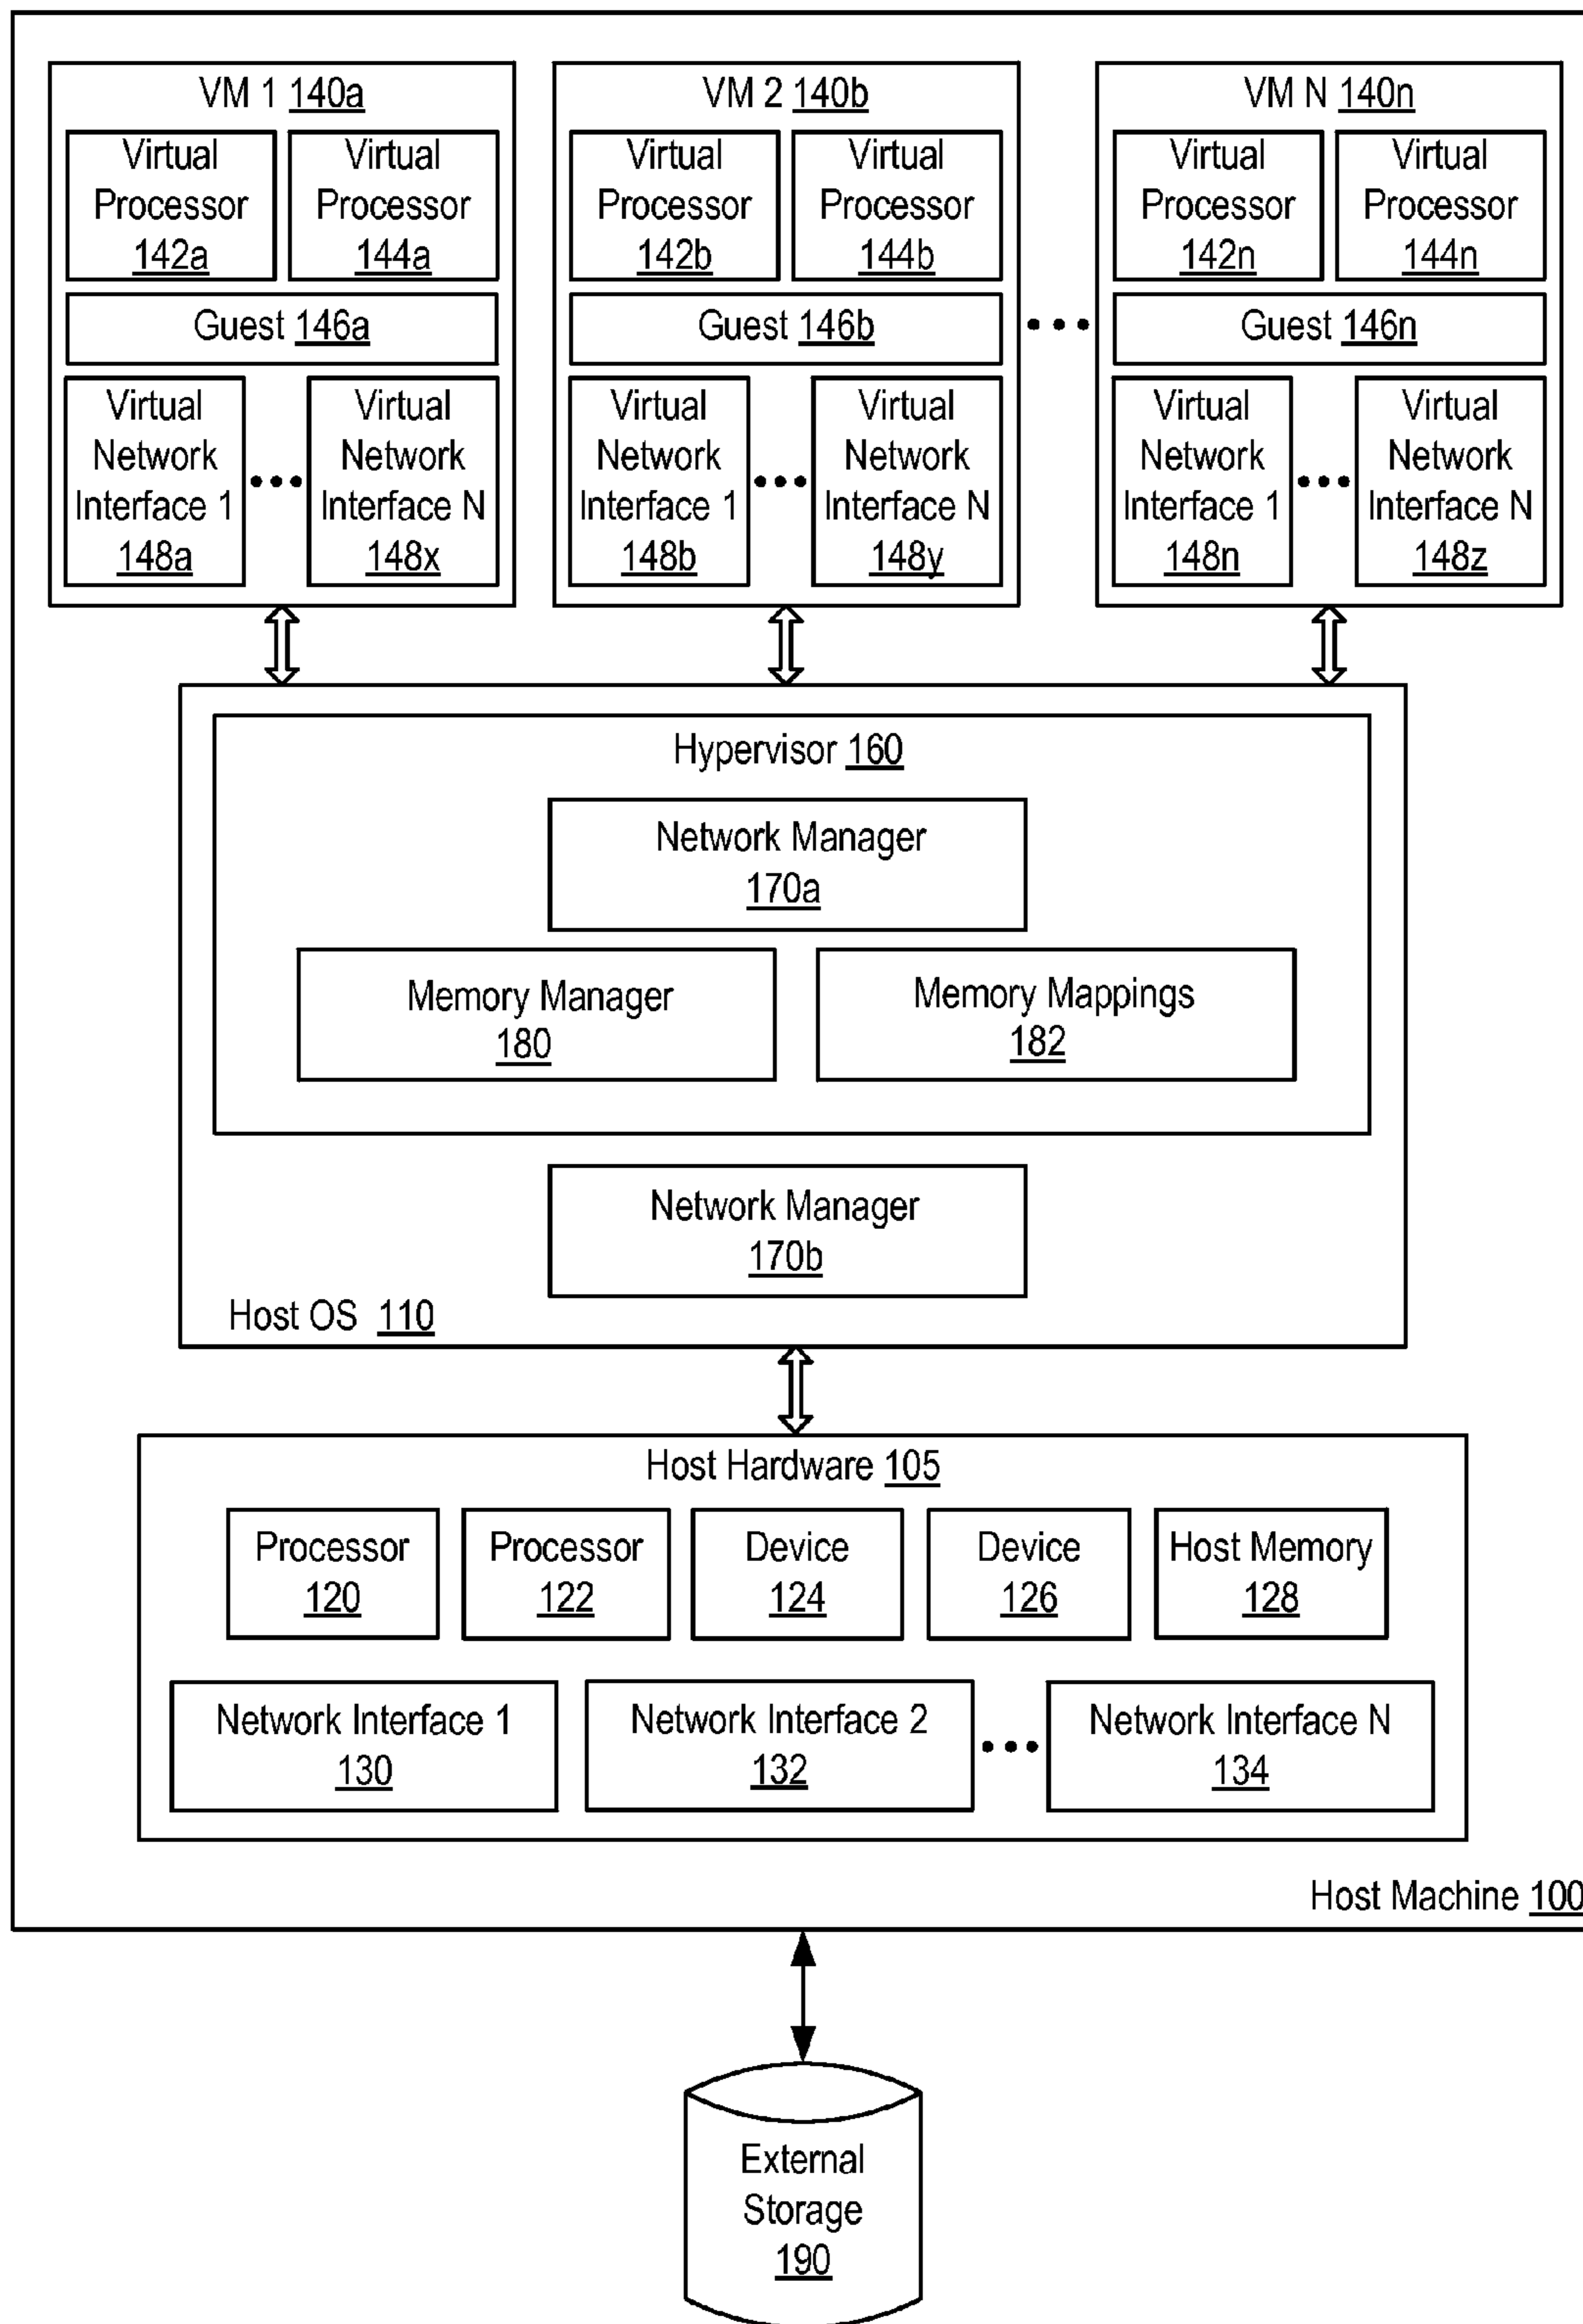 VM 1 140a
Virtual
Processor
142a
Virtual
Processor
144a
Guest 146a
Virtual
Network
Interface 1
148a
•••
Virtual
Network
Interface N
148x
VM 2 140b
Virtual
Processor
142b
Virtual
Processor
144b
Guest 146b
Virtual
Network
Interface 1
148b
•••
Virtual
Network
Interface N
148y
•••
VM N 140n
Virtual
Processor
142n
Virtual
Processor
144n
Guest 146n
Virtual
Network
Interface 1
148n
•••
Virtual
Network
Interface N
148z
Hypervisor 160
Network Manager
170a
Memory Manager
180
Memory Mappings
182
Network Manager
170b
Host OS 110
Host Hardware 105
Processor
120
Processor
122
Device
124
Device
126
Host Memory
128
Network Interface 1
130
Network Interface 2
132
•••
Network Interface N
134
Host Machine 100
External
Storage
190